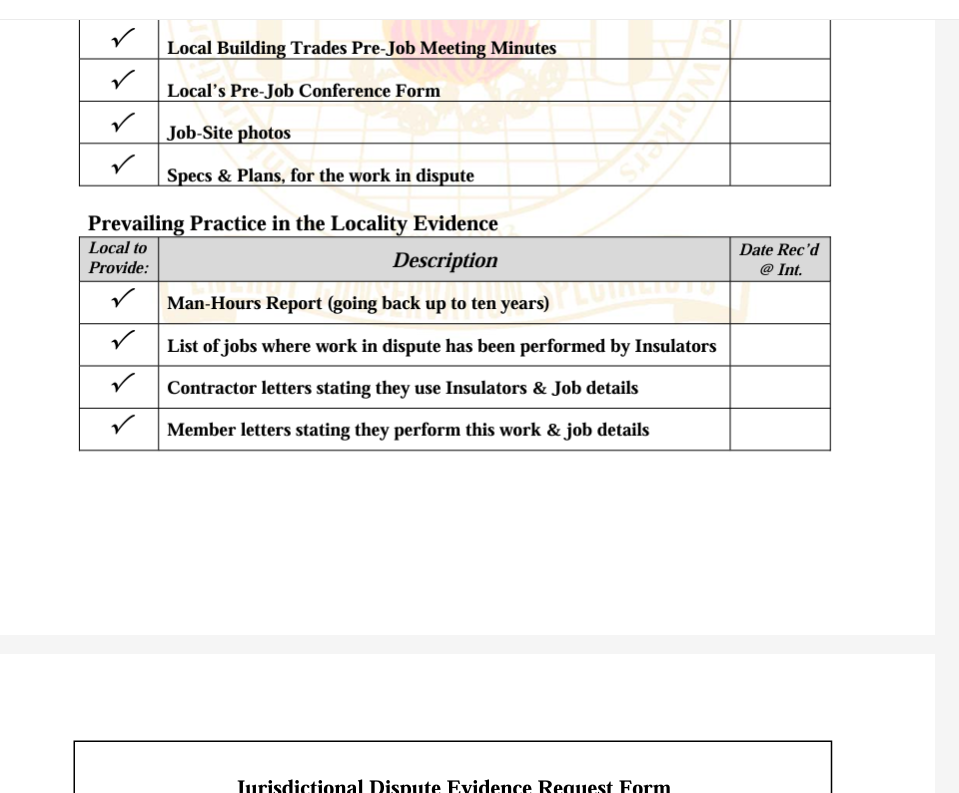 ✓ Local Building Trades Pre-Job Meeting Minutes
✓ Local's Pre-Job Conference Form
✓ Job-Site photos
✓ Specs & Plans, for the work in dispute
Prevailing Practice in the Locality Evidence
Local to
Provide:
Description
Date Rec'd
@ Int.
✓ Man-Hours Report (going back up to ten years)
✓ List of jobs where work in dispute has been performed by Insulators
✓ Contractor letters stating they use Insulators & Job details
✓ Member letters stating they perform this work & job details
ENERGY CONSERVATION SPECIALISTS
Workers
Jurisdictional Dispute Evidence Request Form